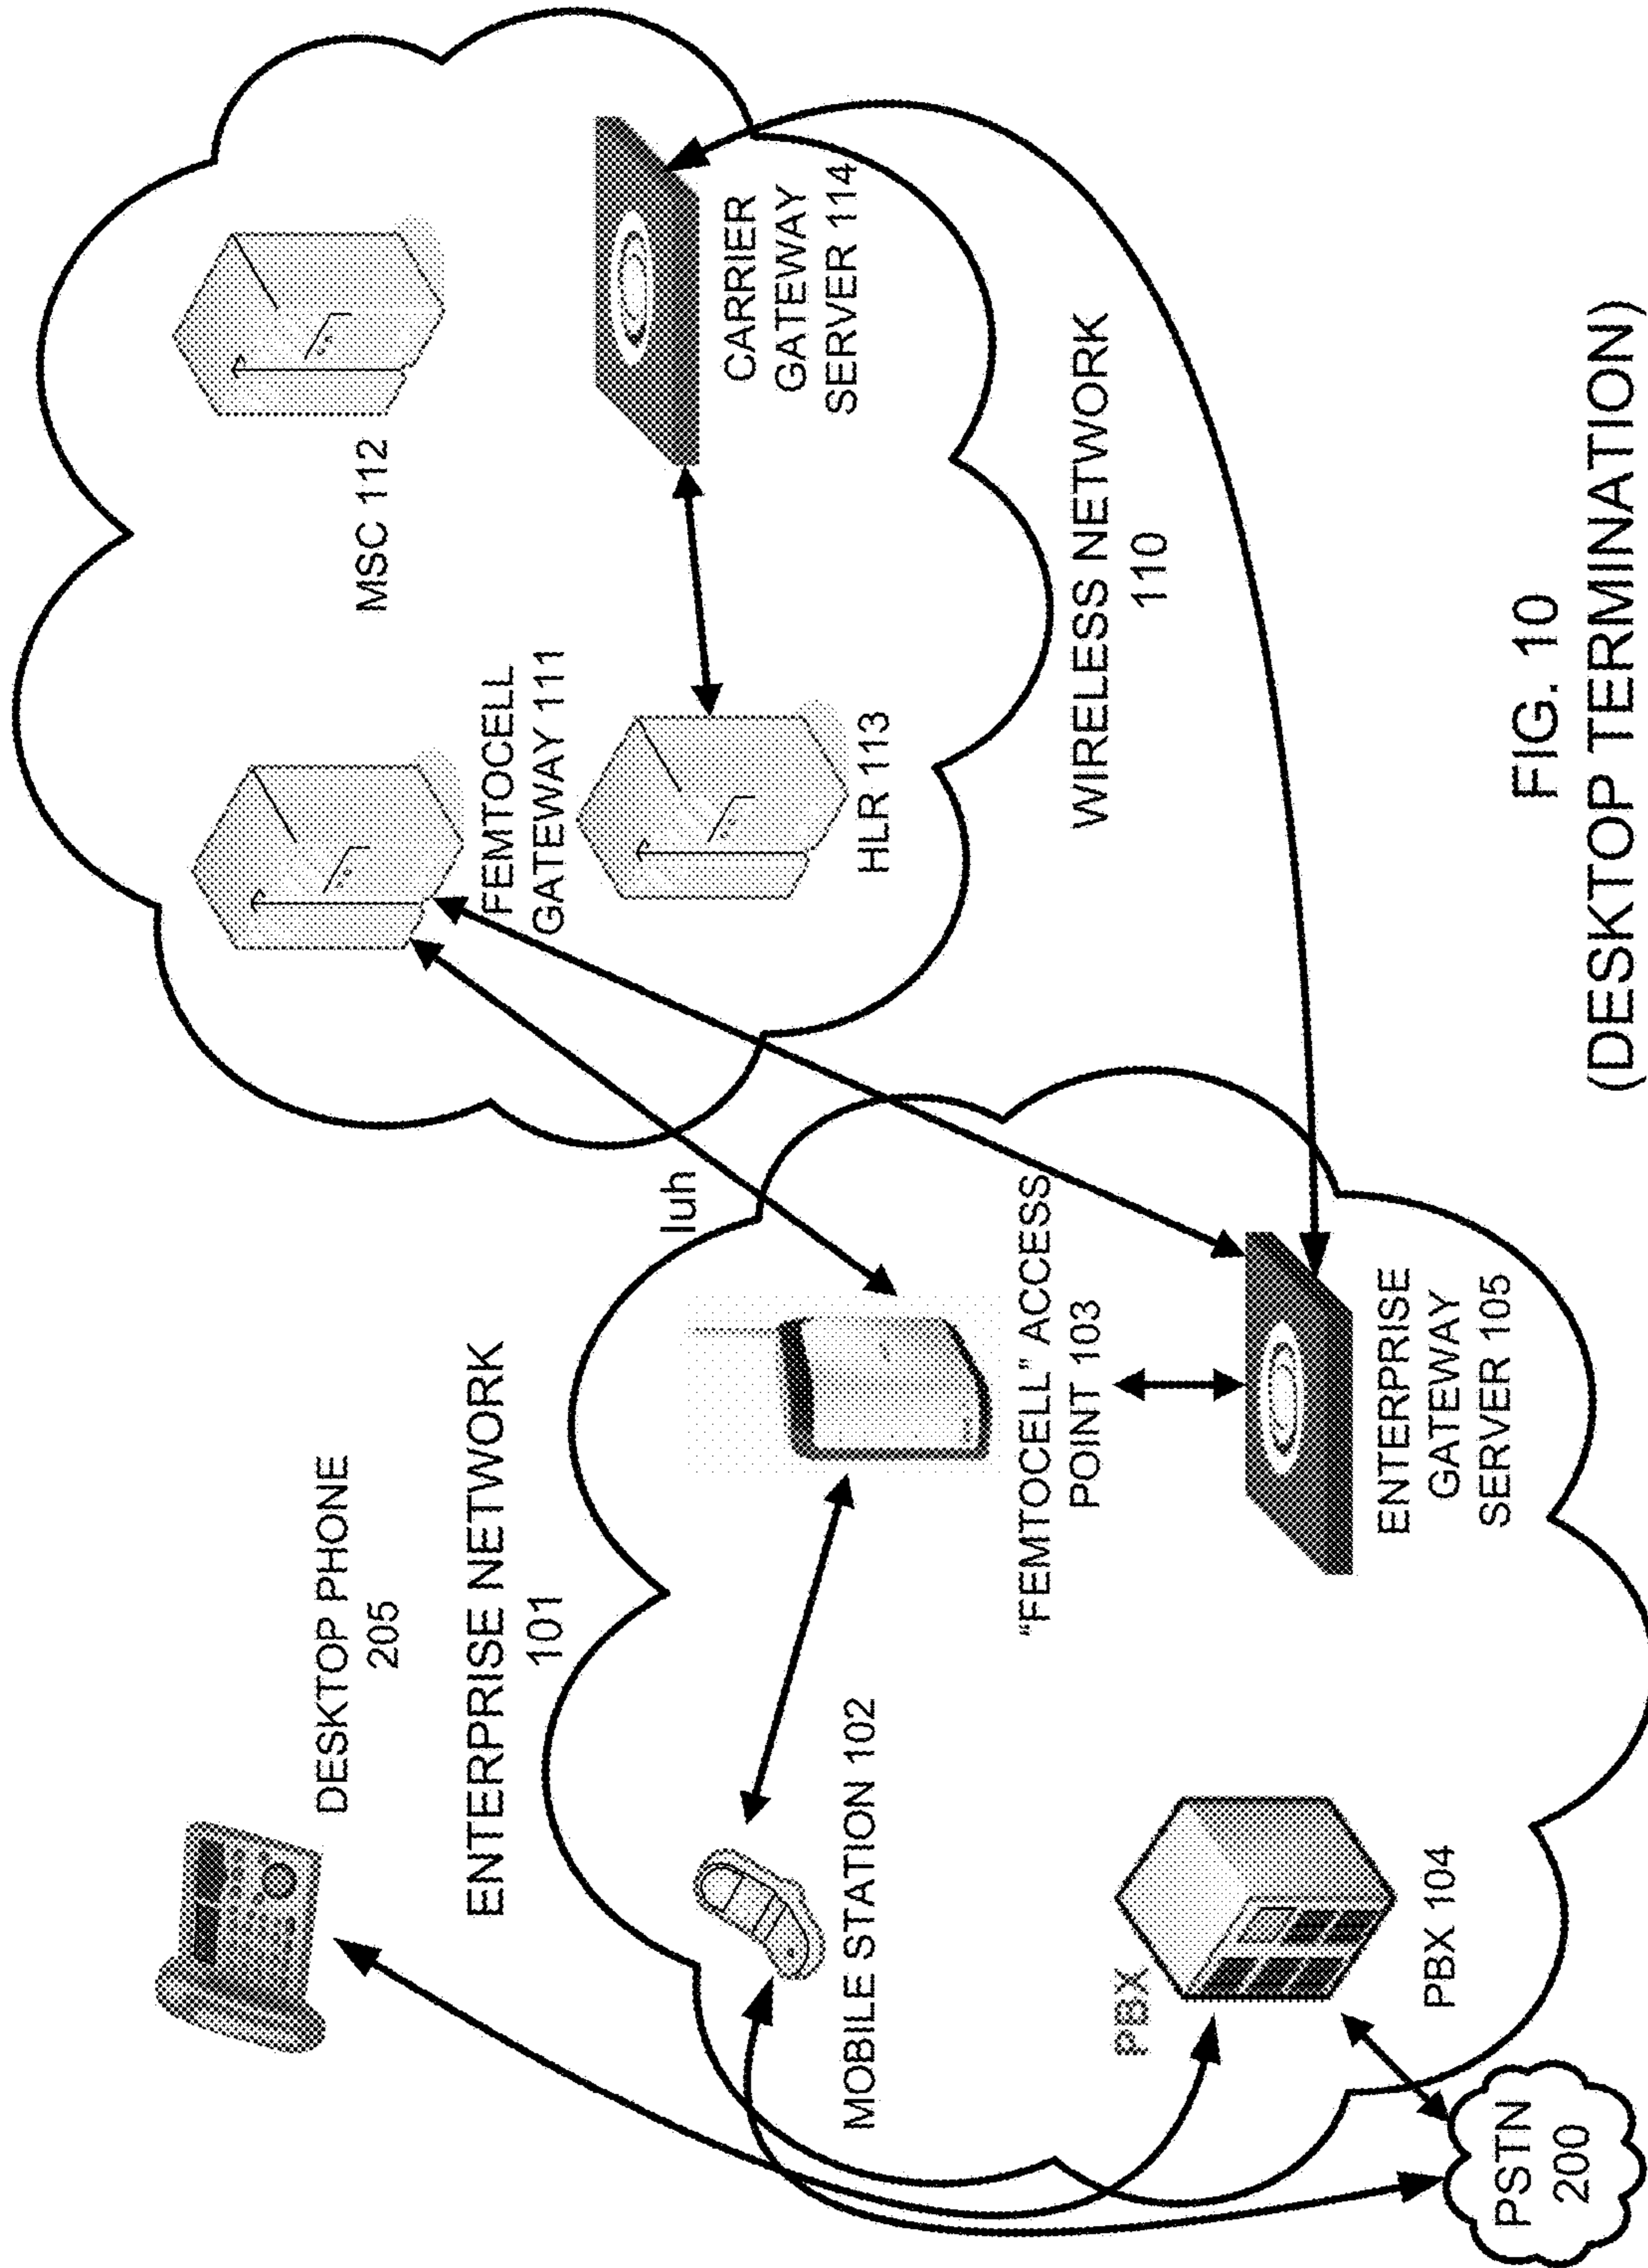 DESKTOP PHONE
205
ENTERPRISE NETWORK
101
MOBILE STATION 102
PBX
PBX 104
PSTN
200
Iuh
"FEMTOCELL" ACCESS
POINT 103
ENTERPRISE
GATEWAY
SERVER 105
FEMTOCELL
GATEWAY 111
MSC 112
HLR 113
CARRIER
GATEWAY
SERVER 114
WIRELESS NETWORK
110
FIG. 10
(DESKTOP TERMINATION)